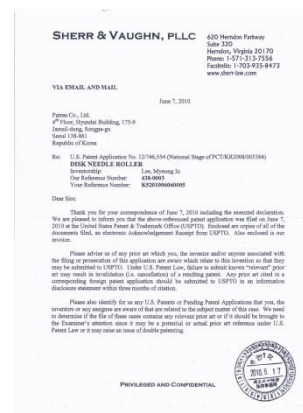 SHERR & VAUGHN, PLLC
620 Herndon Parkway
Suite 320
Herndon, Virginia 20170
Phone: 1-571-313-7556
Facsimile: 1-703-935-8473
www.sherr-law.com
VIA EMAIL AND MAIL
June 7, 2010
Patree Co., Ltd.
4th Floor, Hyundai Building, 175-9
Jamsil-dong, Songpa-gu
Seoul 138-861
Republic of Korea
Re: U.S. Patent Application No. 12/746,554 (National Stage of PCT/KR2008/003384)
DISK NEEDLE ROLLER
Inventorship: Lee, Myoung Jo
Our Reference Number: 438-0003
Your Reference Number: K5203006040005
Dear Sirs:
Thank you for your correspondence of June 7, 2010 including the executed declaration.
We are pleased to inform you that the above-referenced patent application was filed on June 7,
2010 at the United States Patent & Trademark Office (USPTO). Enclosed are copies of all of the
documents filed, an electronic Acknowledgement Receipt from USPTO. Also enclosed is our
invoice.
Please advise us of any prior art which you, the inventor and/or anyone associated with
the filing or prosecution of this application are aware which relate to this invention so that they
may be submitted to USPTO. Under U.S. Patent Law, failure to submit known "relevant" prior
art may result in invalidation (i.e. cancellation) of a resulting patent. Any prior art cited in a
corresponding foreign patent application should be submitted to USPTO in an information
disclosure statement within three months of citation.
Please also identify for us any U.S. Patents or Pending Patent Applications that you, the
inventors or any assignees are aware of that are related to the subject matter of this case. We need
to determine if the file of these cases contains any relevant prior art or if it should be brought to
the Examiner's attention since it may be a potential or actual prior art reference under U.S.
Patent Law or it may raise an issue of double patenting.
2010. 6. 17
PRIVILEGED AND CONFIDENTIAL